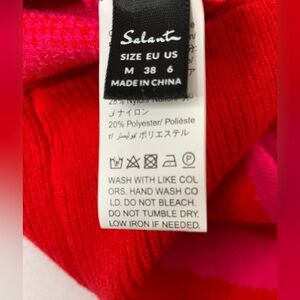 Salanta
SIZE EU US
M 38 6
MADE IN CHINA
28% Nylon/
ナイロン
20% Polyester/ Poliéste
ポリエステル
WASH WITH LIKE COL
ORS. HAND WASH CO
LD. DO NOT BLEACH.
DO NOT TUMBLE DRY.
LOW IRON IF NEEDED.